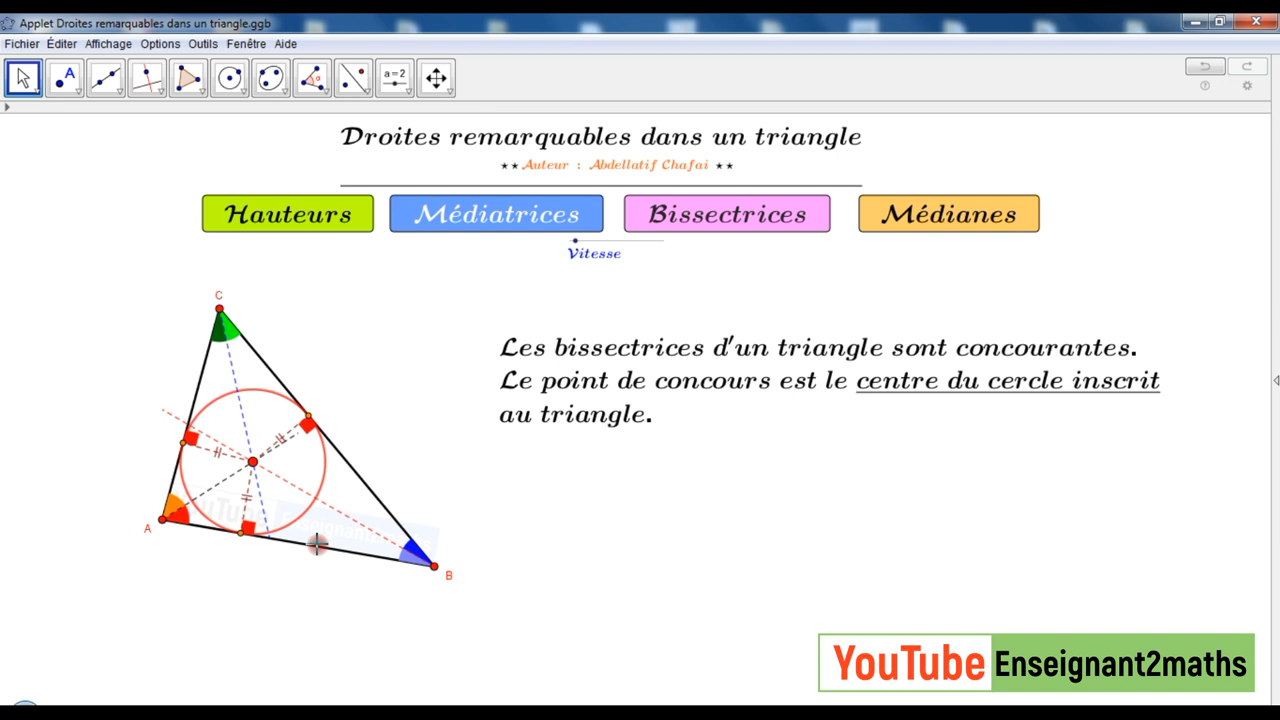 Applet Droites remarquables dans un triangle.ggb
Fichier Éditer Affichage Options Outils Fenêtre Aide
A
a = 2
Droites remarquables dans un triangle
★★ Auteur : Abdellatif Chafai ★★
Hauteurs Médiatrices Bissectrices Médianes
Vitesse
C
Les bissectrices d'un triangle sont concourantes.
Le point de concours est le centre du cercle inscrit
au triangle.
A
B
YouTube Enseignant2maths